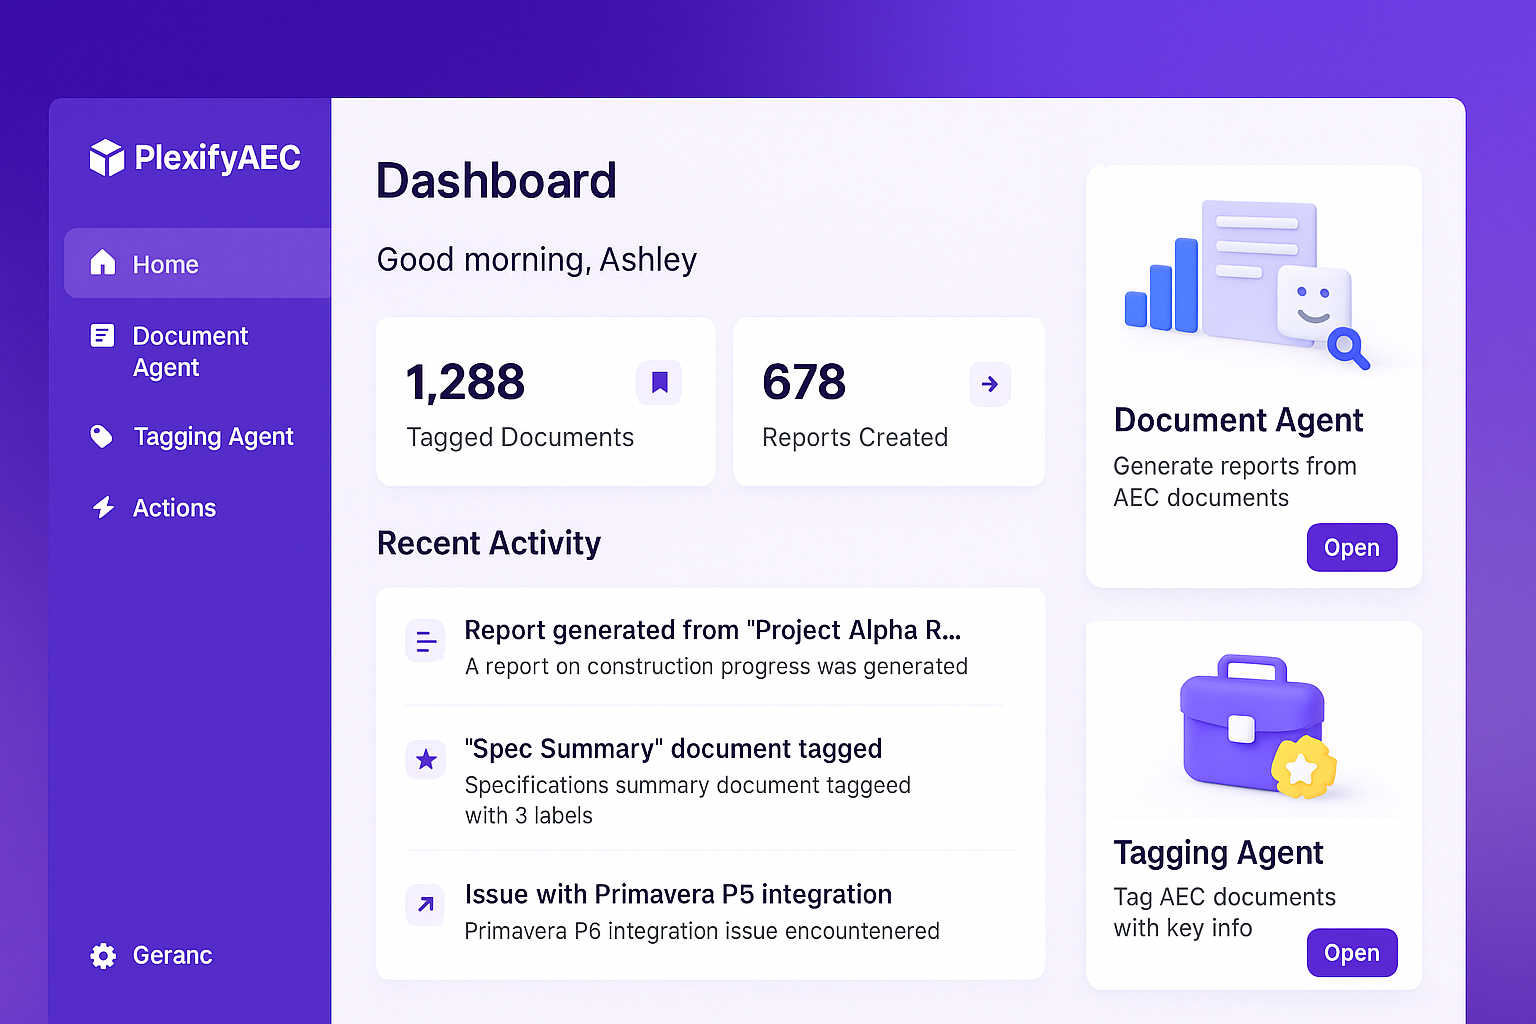 PlexifyAEC
Home
Document
Agent
Tagging Agent
Actions
Geranc
Dashboard
Good morning, Ashley
1,288
Tagged Documents
678
Reports Created
Recent Activity
Report generated from "Project Alpha R...
A report on construction progress was generated
"Spec Summary" document tagged
Specifications summary document taggeed
with 3 labels
Issue with Primavera P5 integration
Primavera P6 integration issue encountenered
Document Agent
Generate reports from
AEC documents
Open
Tagging Agent
Tag AEC documents
with key info
Open